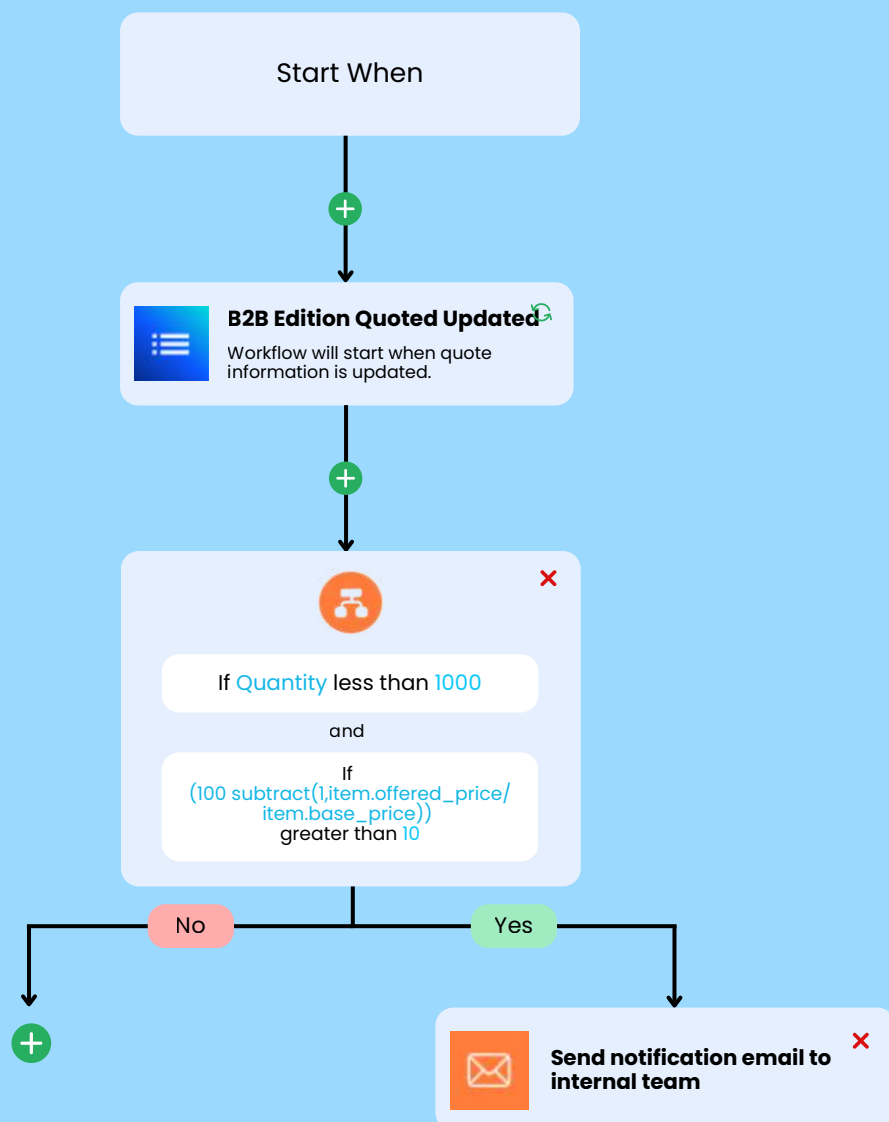 Start When
B2B Edition Quoted Updated
Workflow will start when quote
information is updated.
If Quantity less than 1000
and
If
(100 subtract(1,item.offered_price/
item.base_price))
greater than 10
No
Yes
Send notification email to
internal team